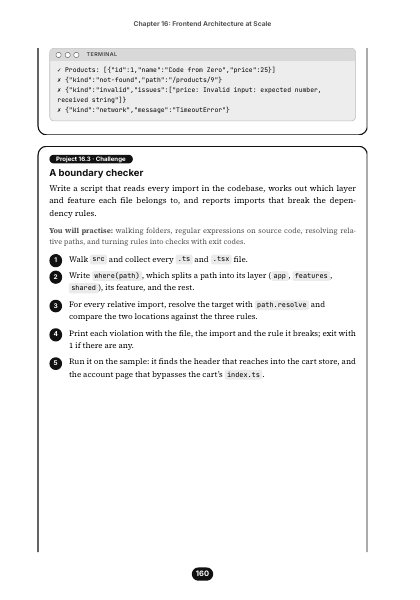 Chapter 16: Frontend Architecture at Scale
TERMINAL
✓ Products: [{"id":1,"name":"Code from Zero","price":25}]
✗ {"kind":"not-found","path":"/products/9"}
✗ {"kind":"invalid","issues":["price: Invalid input: expected number,
received string"]}
✗ {"kind":"network","message":"TimeoutError"}
Project 16.3 · Challenge
A boundary checker
Write a script that reads every import in the codebase, works out which layer
and feature each file belongs to, and reports imports that break the depen-
dency rules.
You will practise: walking folders, regular expressions on source code, resolving rela-
tive paths, and turning rules into checks with exit codes.
1 Walk src and collect every .ts and .tsx file.
2 Write where(path), which splits a path into its layer (app, features,
shared), its feature, and the rest.
3 For every relative import, resolve the target with path.resolve and
compare the two locations against the three rules.
4 Print each violation with the file, the import and the rule it breaks; exit with
1 if there are any.
5 Run it on the sample: it finds the header that reaches into the cart store, and
the account page that bypasses the cart's index.ts.
160